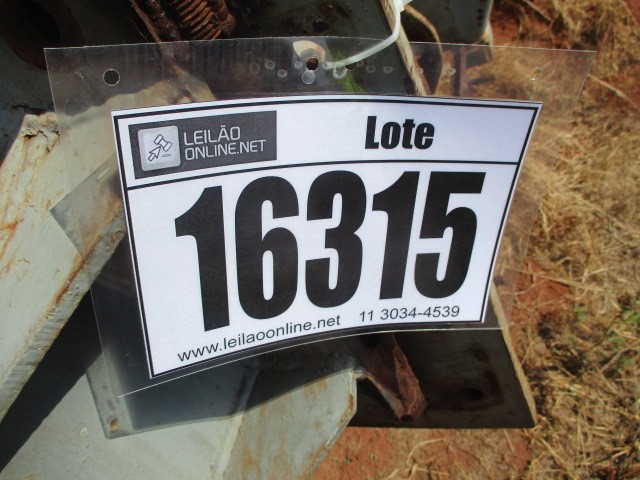 LEILÃO
ONLINE.NET
Lote
16315
www.leilaoonline.net 11 3034-4539